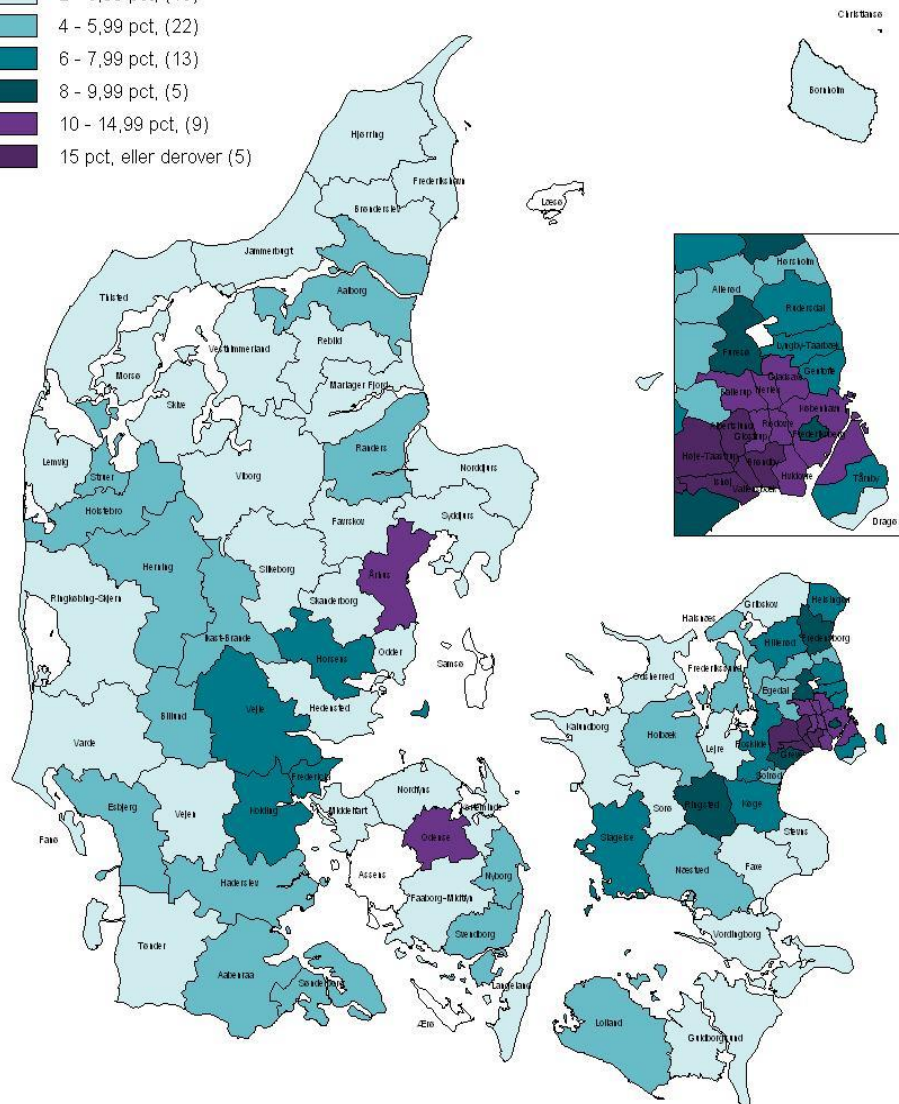 4 - 5,99 pct, (22)
6 - 7,99 pct, (13)
8 - 9,99 pct, (5)
10 - 14,99 pct, (9)
15 pct, eller derover (5)
Christiansø
Bornholm
Hjørring
Frederikshavn
Brønderslev
Læsø
Jammerbugt
Aalborg
Thisted
Vesthimmerland
Rebild
Morsø
Mariager Fjord
Skive
Randers
Lemvig
Struer
Viborg
Norddjurs
Holstebro
Favrskov
Syddjurs
Herning
Silkeborg
Århus
Ringkøbing-Skjern
Skanderborg
Ikast-Brande
Horsens
Odder
Samsø
Billund
Vejle
Hedensted
Varde
Fredericia
Esbjerg
Vejen
Kolding
Middelfart
Nordfyns
Kerteminde
Fanø
Odense
Assens
Nyborg
Haderslev
Faaborg-Midtfyn
Svendborg
Tønder
Aabenraa
Sønderborg
Langeland
Ærø
Hørsholm
Allerød
Rudersdal
Furesø
Lyngby-Taarbæk
Gentofte
Gladsaxe
Ballerup
Herlev
København
Albertslund
Rødovre
Frederiksberg
Glostrup
Høje-Taastrup
Brøndby
Ishøj
Hvidovre
Vallensbæk
Tårnby
Dragø
Gribskov
Helsingør
Halsnæs
Hillerød
Fredensborg
Frederikssund
Odsherred
Egedal
Kalundborg
Holbæk
Lejre
Roskilde
Greve
Solrød
Sorø
Ringsted
Køge
Slagelse
Stevns
Næstved
Faxe
Vordingborg
Lolland
Guldborgsund